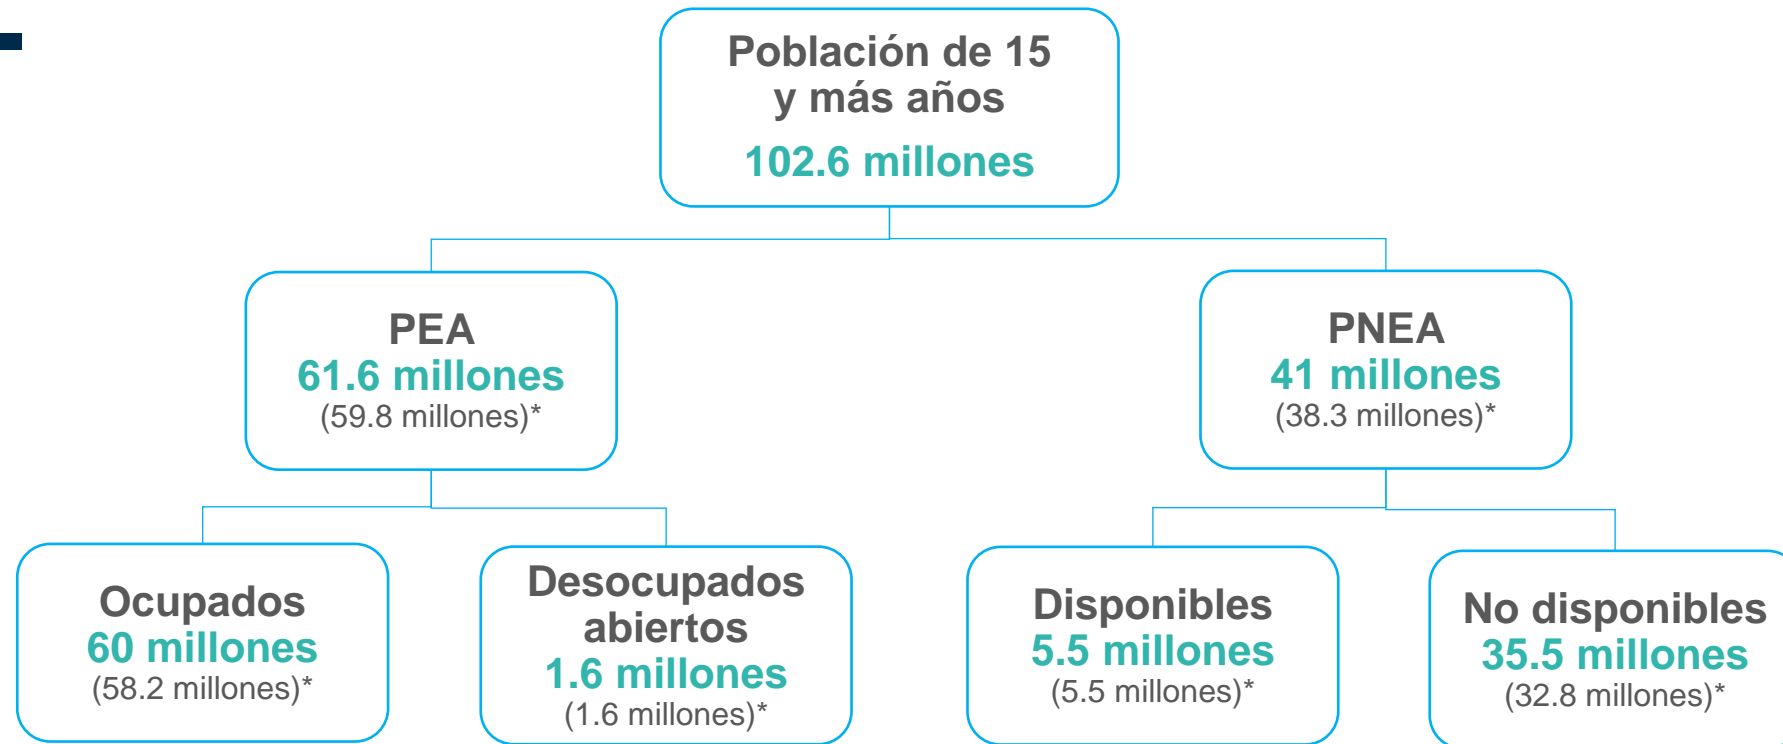 Población de 15
y más años
102.6 millones
PEA
61.6 millones
(59.8 millones)*
PNEA
41 millones
(38.3 millones)*
Ocupados
60 millones
(58.2 millones)*
Desocupados
abiertos
1.6 millones
(1.6 millones)*
Disponibles
5.5 millones
(5.5 millones)*
No disponibles
35.5 millones
(32.8 millones)*